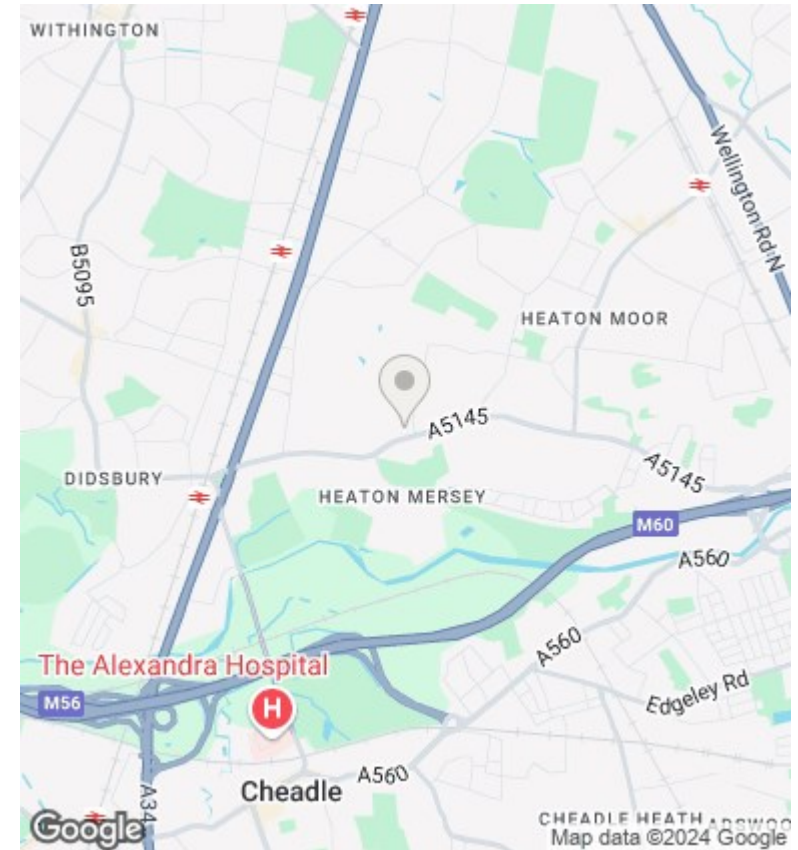 WITHINGTON
Wellington Rd N
B5095
HEATON MOOR
A5145
A5145
DIDSBURY
HEATON MERSEY
M60
A560
A560
The Alexandra Hospital
H
M56
Edgeley Rd
A34
Cheadle
A560
CHEADLE HEATH
ADSWOO
Google
Map data ©2024 Google